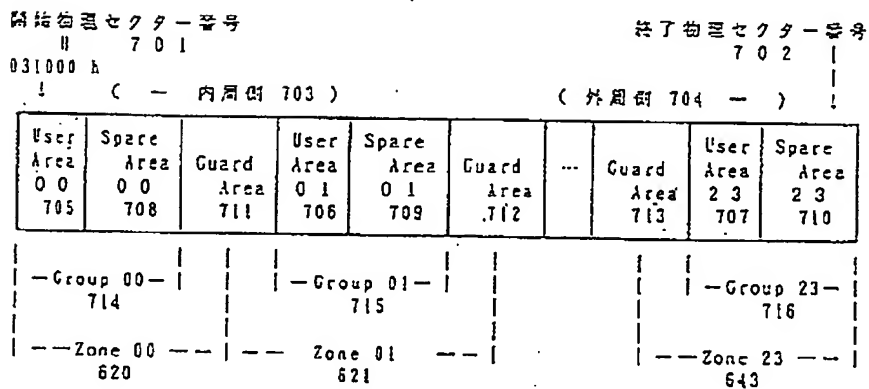 開始物理セクター番号 終了物理セクター番号
701 702
031000 h
( ー 内周側 703 ) ( 外周側 704 ー )
User Area 00 705 Spare Area 00 708 Guard Area 711 User Area 01 706 Spare Area 01 709 Guard Area 712 … Guard Area 713 User Area 23 707 Spare Area 23 710
Group 00 Group 01 Group 23
714 715 716
Zone 00 Zone 01 Zone 23
620 621 643